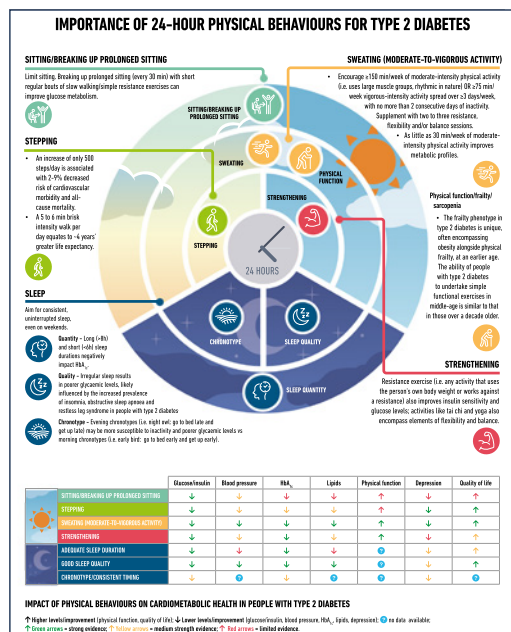 IMPORTANCE OF 24-HOUR PHYSICAL BEHAVIOURS FOR TYPE 2 DIABETES
SITTING/BREAKING UP PROLONGED SITTING
Limit sitting. Breaking up prolonged sitting (every 30 min) with short
regular bouts of slow walking/simple resistance exercises can
improve glucose metabolism.
STEPPING
• An increase of only 500
steps/day is associated
with 2-9% decreased
risk of cardiovascular
morbidity and all-
cause mortality.
• A 5 to 6 min brisk
intensity walk per
day equates to ~4 years'
greater life expectancy.
SLEEP
Aim for consistent,
uninterrupted sleep,
even on weekends.
Quantity – Long (>8h)
and short (<6h) sleep
durations negatively
impact HbA1c.
Quality – Irregular sleep results
in poorer glycaemic levels, likely
influenced by the increased prevalence
of insomnia, obstructive sleep apnoea and
restless leg syndrome in people with type 2 diabetes
Chronotype – Evening chronotypes (i.e. night owl: go to bed late and
get up late) may be more susceptible to inactivity and poorer glycaemic levels vs
morning chronotypes (i.e. early bird: go to bed early and get up early).
SITTING/BREAKING UP
PROLONGED SITTING
SWEATING
PHYSICAL
FUNCTION
STRENGTHENING
STEPPING
24 HOURS
CHRONOTYPE
SLEEP QUALITY
SLEEP QUANTITY
SWEATING (MODERATE-TO-VIGOROUS ACTIVITY)
• Encourage ≥150 min/week of moderate-intensity physical activity
(i.e. uses large muscle groups, rhythmic in nature) OR ≥75 min/
week vigorous-intensity activity spread over ≥3 days/week,
with no more than 2 consecutive days of inactivity.
Supplement with two to three resistance,
flexibility and/or balance sessions.
• As little as 30 min/week of moderate-
intensity physical activity improves
metabolic profiles.
Physical function/frailty/
sarcopenia
• The frailty phenotype in
type 2 diabetes is unique,
often encompassing
obesity alongside physical
frailty, at an earlier age.
The ability of people
with type 2 diabetes
to undertake simple
functional exercises in
middle-age is similar to that
in those over a decade older.
STRENGTHENING
Resistance exercise (i.e. any activity that uses
the person's own body weight or works against
a resistance) also improves insulin sensitivity and
glucose levels; activities like tai chi and yoga also
encompass elements of flexibility and balance.
Glucose/insulin Blood pressure HbA1c Lipids Physical function Depression Quality of life
SITTING/BREAKING UP PROLONGED SITTING ↓ ↓ ↓ ↓ ↑ ↓ ↑
STEPPING ↓ ↓ ↓ ↓ ↑ ↓ ↑
SWEATING (MODERATE-TO-VIGOROUS ACTIVITY) ↓ ↓ ↓ ↓ ↑ ↓ ↑
STRENGTHENING ↓ ↓ ↓ ↓ ↑ ↓ ↑
ADEQUATE SLEEP DURATION ↓ ↓ ↓ ↓ ? ↓ ↑
GOOD SLEEP QUALITY ↓ ↓ ↓ ↓ ? ↓ ↑
CHRONOTYPE/CONSISTENT TIMING ↓ ? ↓ ? ? ↓ ?
IMPACT OF PHYSICAL BEHAVIOURS ON CARDIOMETABOLIC HEALTH IN PEOPLE WITH TYPE 2 DIABETES
↑ Higher levels/improvement (physical function, quality of life); ↓ Lower levels/improvement (glucose/insulin, blood pressure, HbA1c, lipids, depression); ? no data available;
↑ Green arrows = strong evidence; ↑ Yellow arrows = medium strength evidence; ↑ Red arrows = limited evidence.